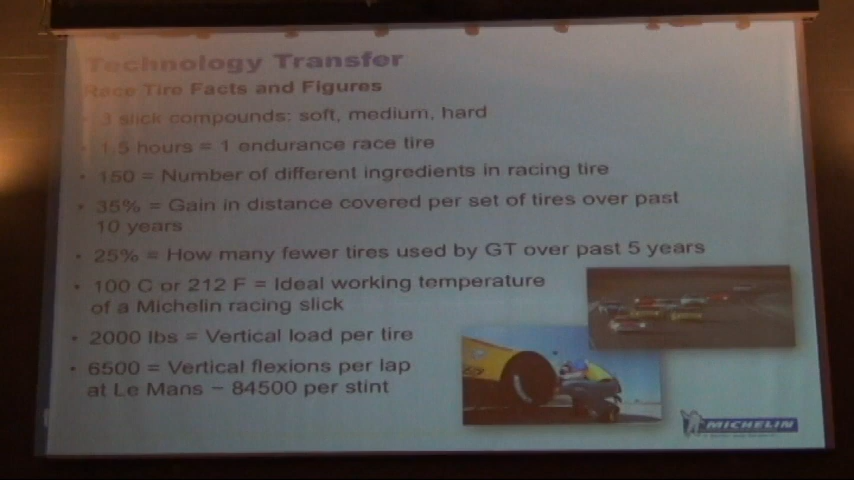 Technology Transfer
Race Tire Facts and Figures
• 3 slick compounds: soft, medium, hard
• 1.5 hours = 1 endurance race tire
• 150 = Number of different ingredients in racing tire
• 35% = Gain in distance covered per set of tires over past
10 years
• 25% = How many fewer tires used by GT over past 5 years
• 100 C or 212 F = Ideal working temperature
of a Michelin racing slick
• 2000 lbs = Vertical load per tire
• 6500 = Vertical flexions per lap
at Le Mans – 84500 per stint
MICHELIN